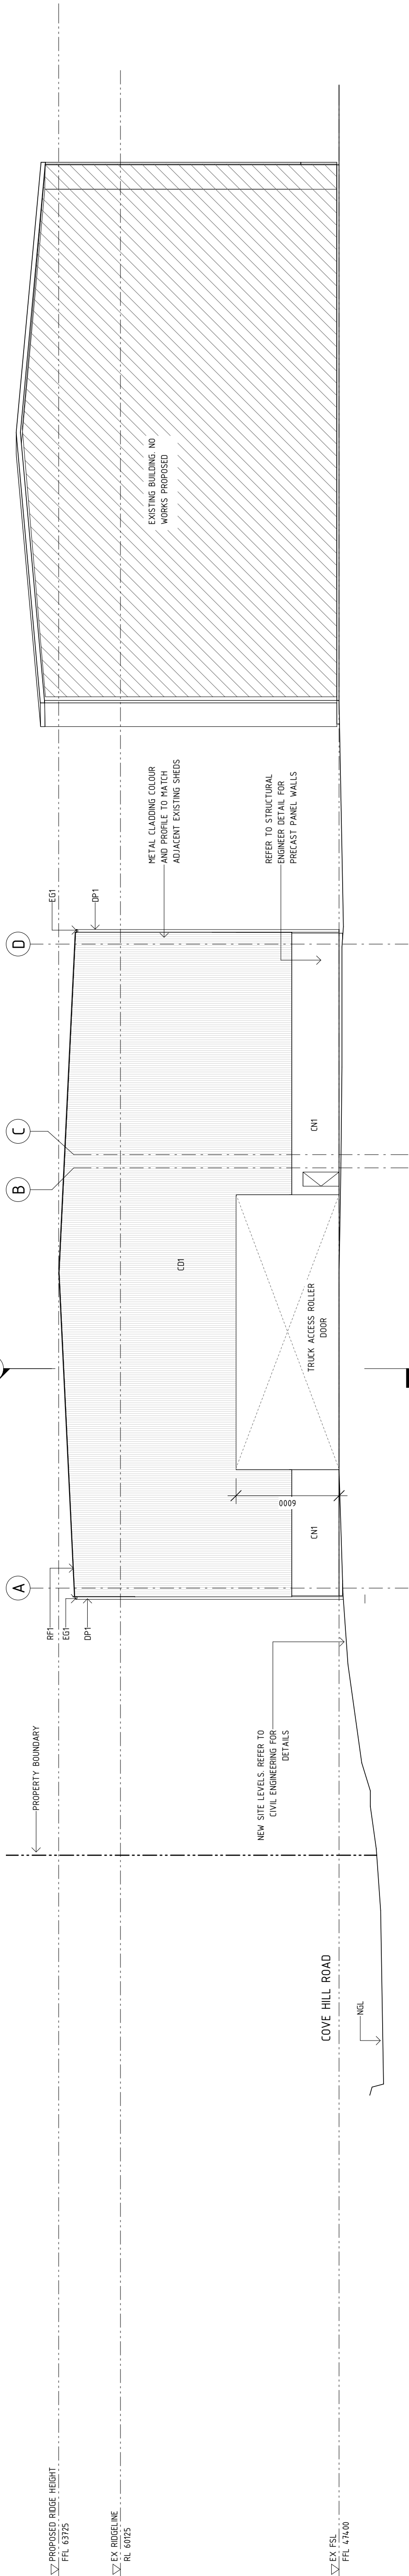 PROPOSED RIDGE HEIGHT
FFL 63725
EX RIDGELINE
RL 60125
EX FSL
FFL 47400
COVE HILL ROAD
NGL
PROPERTY BOUNDARY
NEW SITE LEVELS. REFER TO
CIVIL ENGINEERING FOR
DETAILS
A
RF1
EG1
DP1
CN1
6000
TRUCK ACCESS ROLLER
DOOR
CD1
B
C
CN1
D
EG1
DP1
METAL CLADDING COLOUR
AND PROFILE TO MATCH
ADJACENT EXISTING SHEDS
REFER TO STRUCTURAL
ENGINEER DETAIL FOR
PRECAST PANEL WALLS
EXISTING BUILDING. NO
WORKS PROPOSED